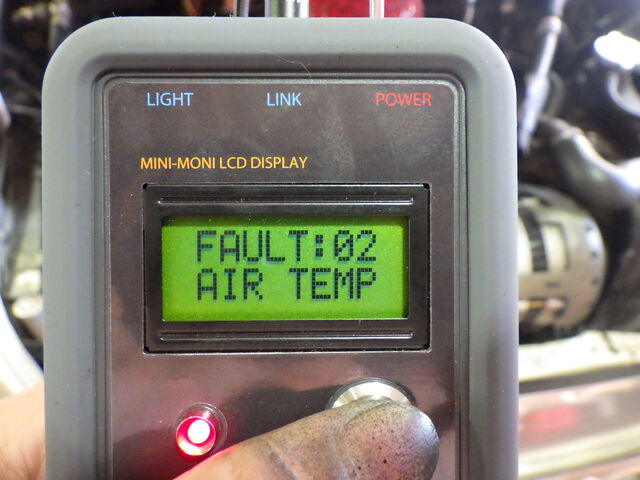 LIGHT LINK POWER
MINI-MONI LCD DISPLAY
FAULT:02
AIR TEMP